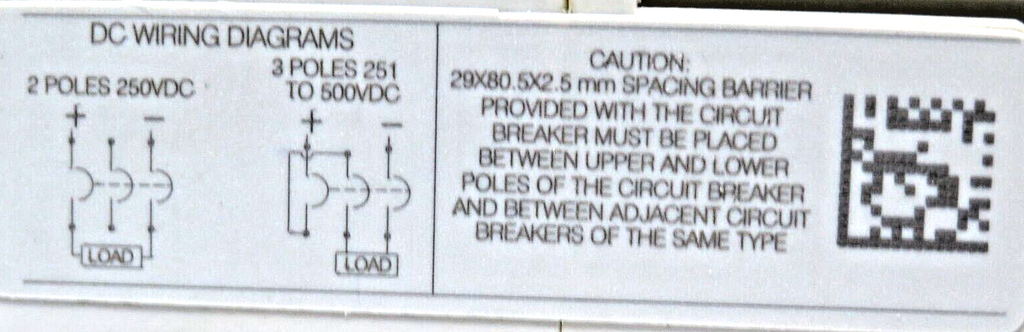 DC WIRING DIAGRAMS
2 POLES 250VDC
+ −
LOAD
3 POLES 251
TO 500VDC
+ −
LOAD
CAUTION:
29X80.5X2.5 mm SPACING BARRIER
PROVIDED WITH THE CIRCUIT
BREAKER MUST BE PLACED
BETWEEN UPPER AND LOWER
POLES OF THE CIRCUIT BREAKER
AND BETWEEN ADJACENT CIRCUIT
BREAKERS OF THE SAME TYPE